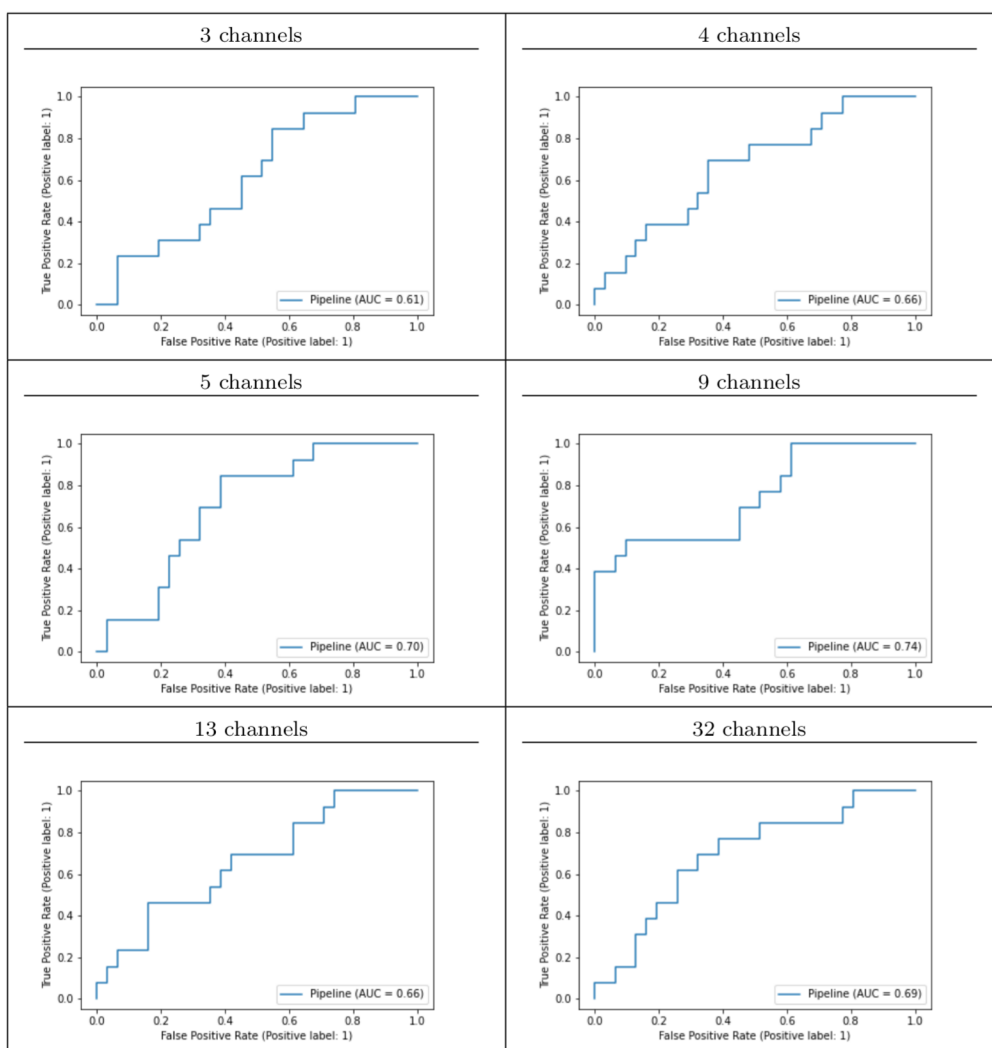 3 channels
True Positive Rate (Positive label: 1)
1.0
0.8
0.6
0.4
0.2
0.0
Pipeline (AUC = 0.61)
0.0 0.2 0.4 0.6 0.8 1.0
False Positive Rate (Positive label: 1)
4 channels
True Positive Rate (Positive label: 1)
1.0
0.8
0.6
0.4
0.2
0.0
Pipeline (AUC = 0.66)
0.0 0.2 0.4 0.6 0.8 1.0
False Positive Rate (Positive label: 1)
5 channels
True Positive Rate (Positive label: 1)
1.0
0.8
0.6
0.4
0.2
0.0
Pipeline (AUC = 0.70)
0.0 0.2 0.4 0.6 0.8 1.0
False Positive Rate (Positive label: 1)
9 channels
True Positive Rate (Positive label: 1)
1.0
0.8
0.6
0.4
0.2
0.0
Pipeline (AUC = 0.74)
0.0 0.2 0.4 0.6 0.8 1.0
False Positive Rate (Positive label: 1)
13 channels
True Positive Rate (Positive label: 1)
1.0
0.8
0.6
0.4
0.2
0.0
Pipeline (AUC = 0.66)
0.0 0.2 0.4 0.6 0.8 1.0
False Positive Rate (Positive label: 1)
32 channels
True Positive Rate (Positive label: 1)
1.0
0.8
0.6
0.4
0.2
0.0
Pipeline (AUC = 0.69)
0.0 0.2 0.4 0.6 0.8 1.0
False Positive Rate (Positive label: 1)